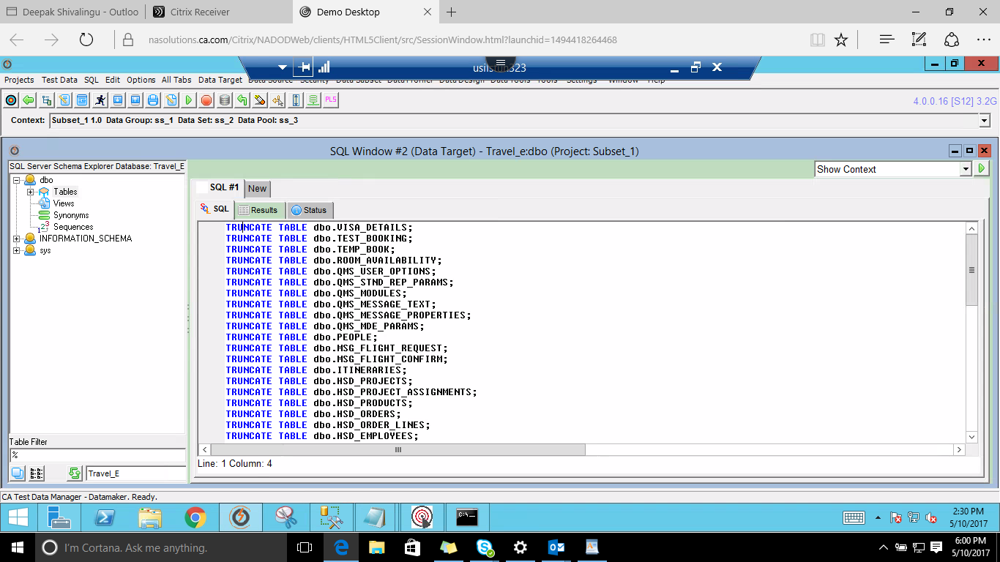 Deepak Shivalingu - Outloo
Citrix Receiver
Demo Desktop
nasolutions.ca.com/Citrix/NADODWeb/clients/HTML5Client/src/SessionWindow.html?launchid=1494418264468
Projects Test Data SQL Edit Options All Tabs Data Target Data Source Security Data Subset Data Profiler Data Design Data Tools Tools Settings Window Help
4.0.0.16 [S12] 3.2G
Context: Subset_1 1.0 Data Group: ss_1 Data Set: ss_2 Data Pool: ss_3
SQL Window #2 (Data Target) - Travel_e:dbo (Project: Subset_1)
SQL Server Schema Explorer Database: Travel_E
Show Context
dbo
Tables
Views
Synonyms
Sequences
INFORMATION_SCHEMA
sys
SQL #1 New
SQL Results Status
TRUNCATE TABLE dbo.VISA_DETAILS;
TRUNCATE TABLE dbo.TEST_BOOKING;
TRUNCATE TABLE dbo.TEMP_BOOK;
TRUNCATE TABLE dbo.ROOM_AVAILABILITY;
TRUNCATE TABLE dbo.QMS_USER_OPTIONS;
TRUNCATE TABLE dbo.QMS_STND_REP_PARAMS;
TRUNCATE TABLE dbo.QMS_MODULES;
TRUNCATE TABLE dbo.QMS_MESSAGE_TEXT;
TRUNCATE TABLE dbo.QMS_MESSAGE_PROPERTIES;
TRUNCATE TABLE dbo.QMS_MDE_PARAMS;
TRUNCATE TABLE dbo.PEOPLE;
TRUNCATE TABLE dbo.MSG_FLIGHT_REQUEST;
TRUNCATE TABLE dbo.MSG_FLIGHT_CONFIRM;
TRUNCATE TABLE dbo.ITINERARIES;
TRUNCATE TABLE dbo.HSD_PROJECTS;
TRUNCATE TABLE dbo.HSD_PROJECT_ASSIGNMENTS;
TRUNCATE TABLE dbo.HSD_PRODUCTS;
TRUNCATE TABLE dbo.HSD_ORDERS;
TRUNCATE TABLE dbo.HSD_ORDER_LINES;
TRUNCATE TABLE dbo.HSD_EMPLOYEES;
Table Filter
%
Travel_E
Line: 1 Column: 4
CA Test Data Manager - Datamaker. Ready.
2:30 PM
5/10/2017
I'm Cortana. Ask me anything.
6:00 PM
5/10/2017